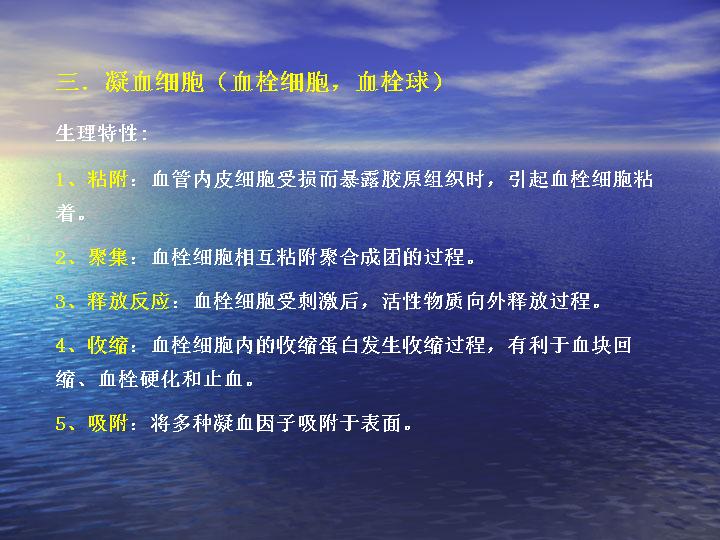 三．凝血细胞（血栓细胞，血栓球）
生理特性:
1、粘附：血管内皮细胞受损而暴露胶原组织时，引起血栓细胞粘
着。
2、聚集：血栓细胞相互粘附聚合成团的过程。
3、释放反应：血栓细胞受刺激后，活性物质向外释放过程。
4、收缩：血栓细胞内的收缩蛋白发生收缩过程，有利于血块回
缩、血栓硬化和止血。
5、吸附：将多种凝血因子吸附于表面。